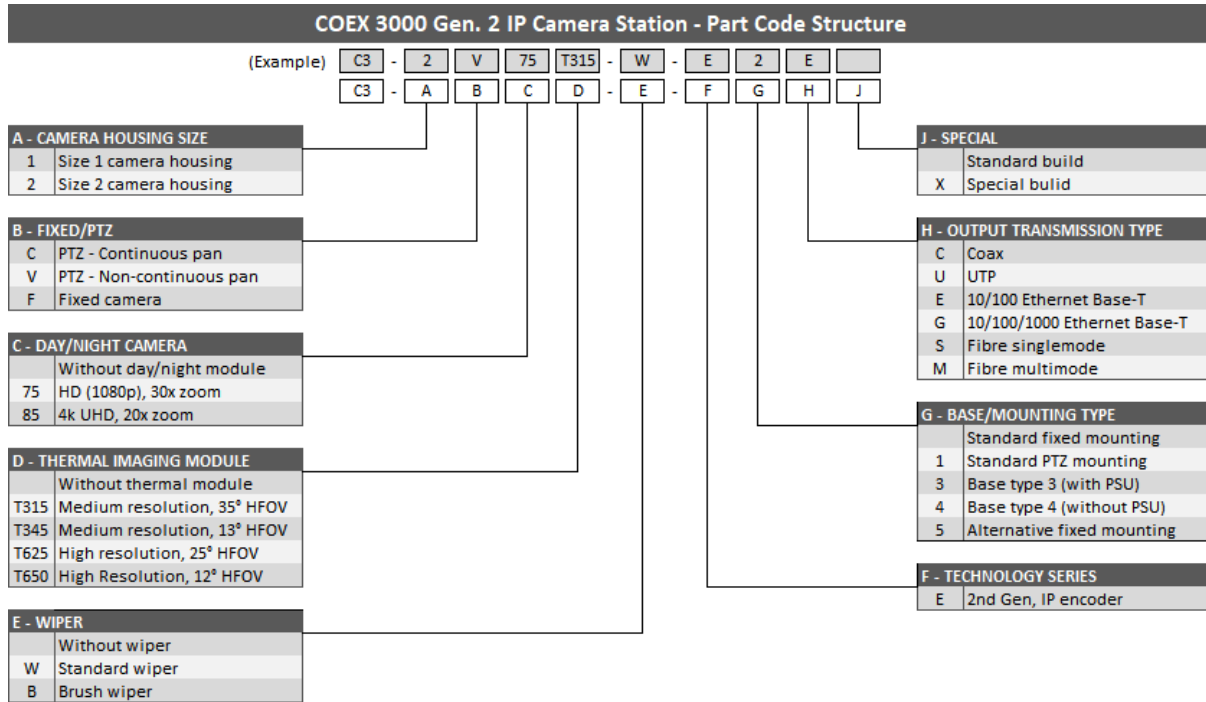 COEX 3000 Gen. 2 IP Camera Station - Part Code Structure
(Example) C3 - 2 V 75 T315 - W - E 2 E
C3 - A B C D - E - F G H J
A - CAMERA HOUSING SIZE
1 Size 1 camera housing
2 Size 2 camera housing
B - FIXED/PTZ
C PTZ - Continuous pan
V PTZ - Non-continuous pan
F Fixed camera
C - DAY/NIGHT CAMERA
Without day/night module
75 HD (1080p), 30x zoom
85 4k UHD, 20x zoom
D - THERMAL IMAGING MODULE
Without thermal module
T315 Medium resolution, 35° HFOV
T345 Medium resolution, 13° HFOV
T625 High resolution, 25° HFOV
T650 High Resolution, 12° HFOV
E - WIPER
Without wiper
W Standard wiper
B Brush wiper
J - SPECIAL
Standard build
X Special bulid
H - OUTPUT TRANSMISSION TYPE
C Coax
U UTP
E 10/100 Ethernet Base-T
G 10/100/1000 Ethernet Base-T
S Fibre singlemode
M Fibre multimode
G - BASE/MOUNTING TYPE
Standard fixed mounting
1 Standard PTZ mounting
3 Base type 3 (with PSU)
4 Base type 4 (without PSU)
5 Alternative fixed mounting
F - TECHNOLOGY SERIES
E 2nd Gen, IP encoder